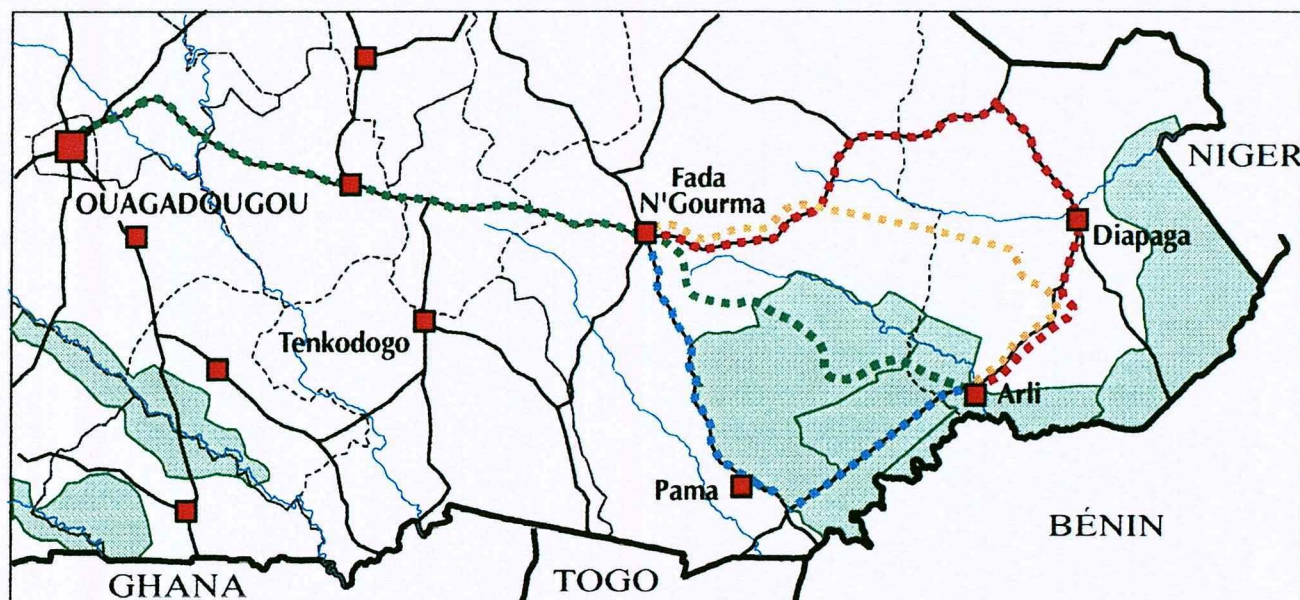 NIGER
Fada
N'Gourma
OUAGADOUGOU
Diapaga
Tenkodogo
Arli
Pama
BÉNIN
GHANA
TOGO